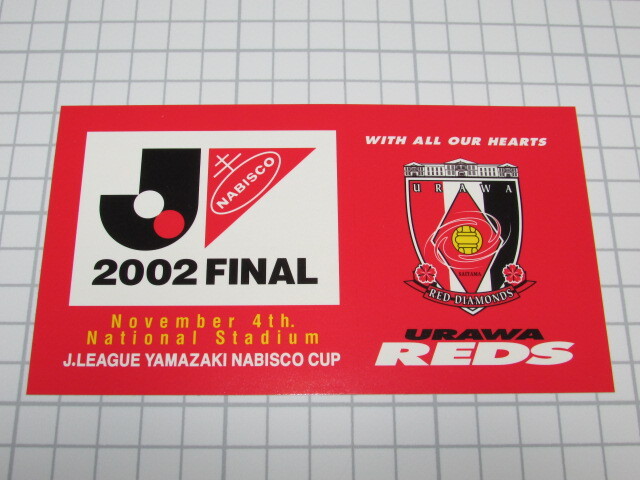 NABISCO
2002 FINAL
November 4th.
National Stadium
J.LEAGUE YAMAZAKI NABISCO CUP
WITH ALL OUR HEARTS
URAWA
SAITAMA
RED DIAMONDS
URAWA
REDS